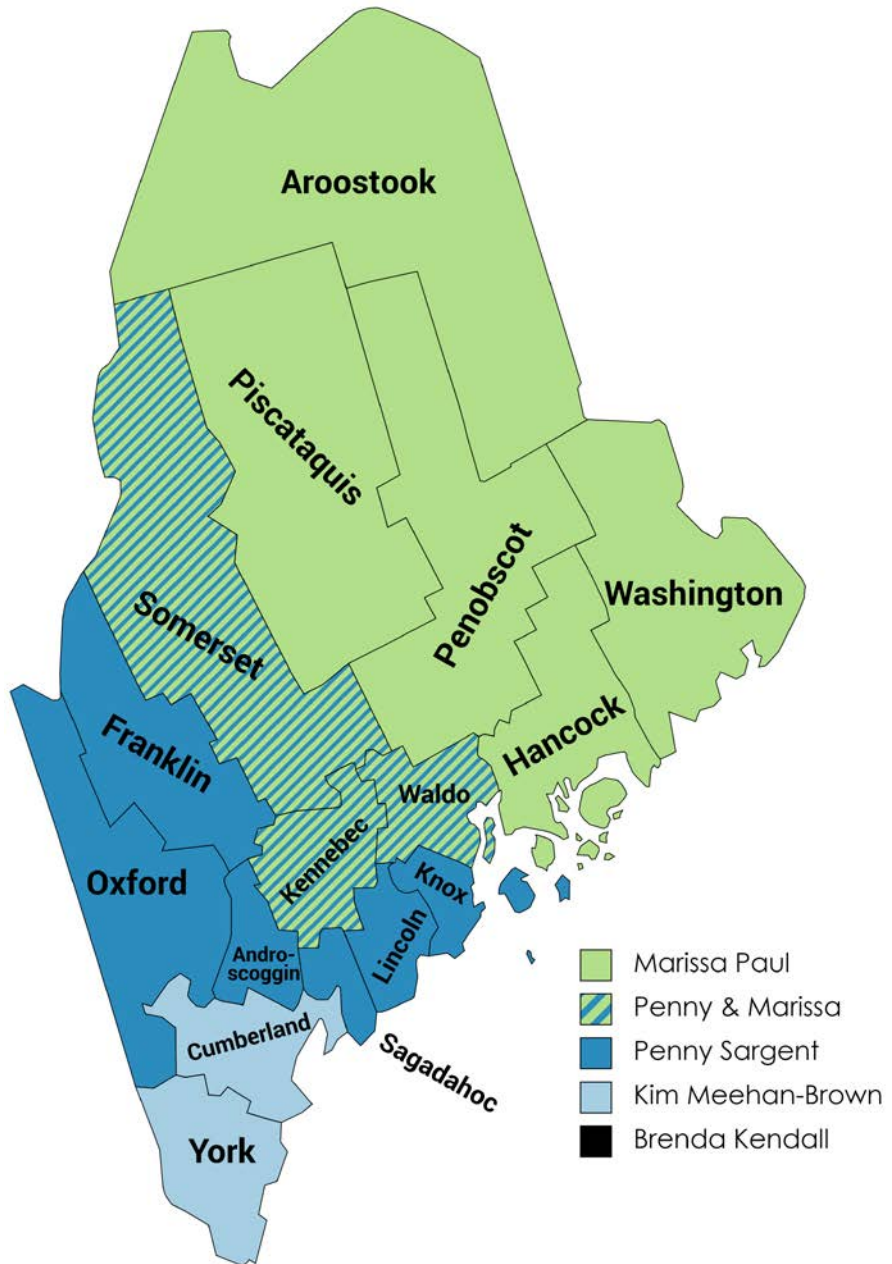 Aroostook
Piscataquis
Penobscot
Washington
Somerset
Hancock
Franklin
Waldo
Kennebec
Oxford
Knox
Lincoln
Andro-
scoggin
Cumberland
Sagadahoc
York
Marissa Paul
Penny & Marissa
Penny Sargent
Kim Meehan-Brown
Brenda Kendall